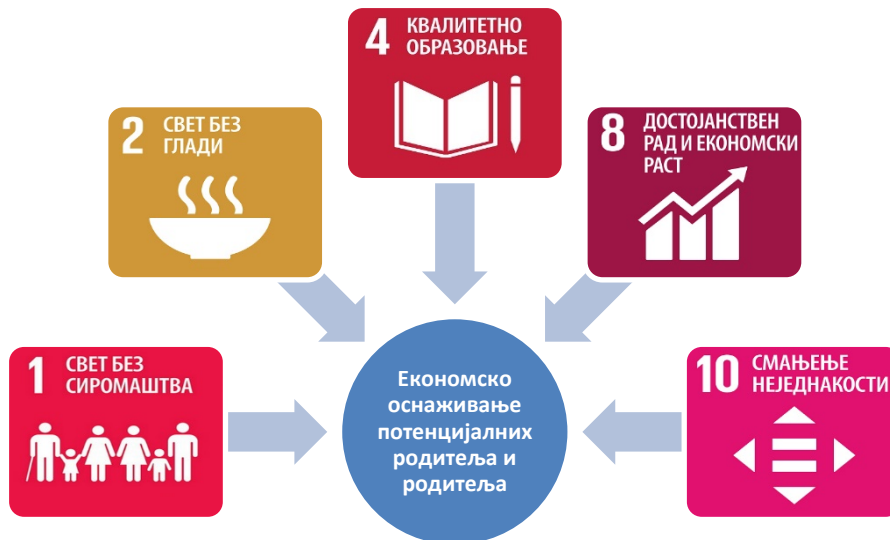 4 КВАЛИТЕТНО
ОБРАЗОВАЊЕ
2 СВЕТ БЕЗ
ГЛАДИ
8 ДОСТОЈАНСТВЕН
РАД И ЕКОНОМСКИ
РАСТ
1 СВЕТ БЕЗ
СИРОМАШТВА
Економско
оснаживање
потенцијалних
родитеља и
родитеља
10 СМАЊЕЊЕ
НЕЈЕДНАКОСТИ